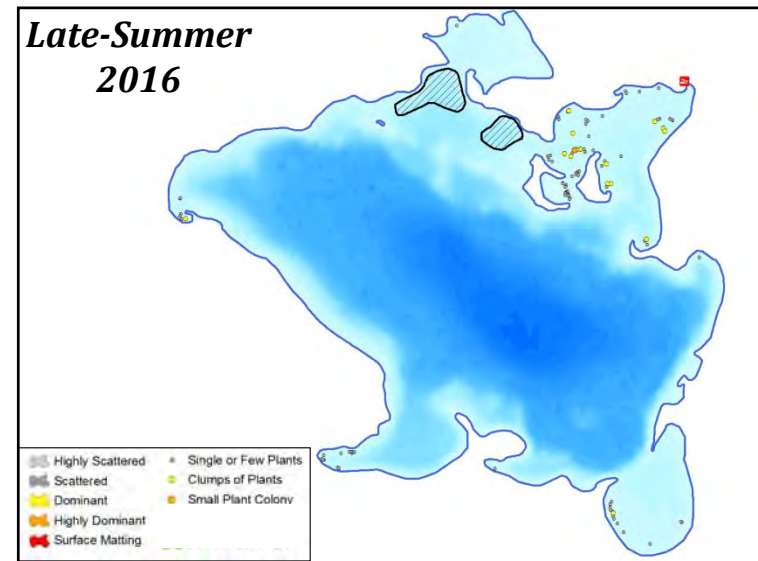 Late-Summer
2016
Highly Scattered
Scattered
Dominant
Highly Dominant
Surface Matting
Single or Few Plants
Clumps of Plants
Small Plant Colony